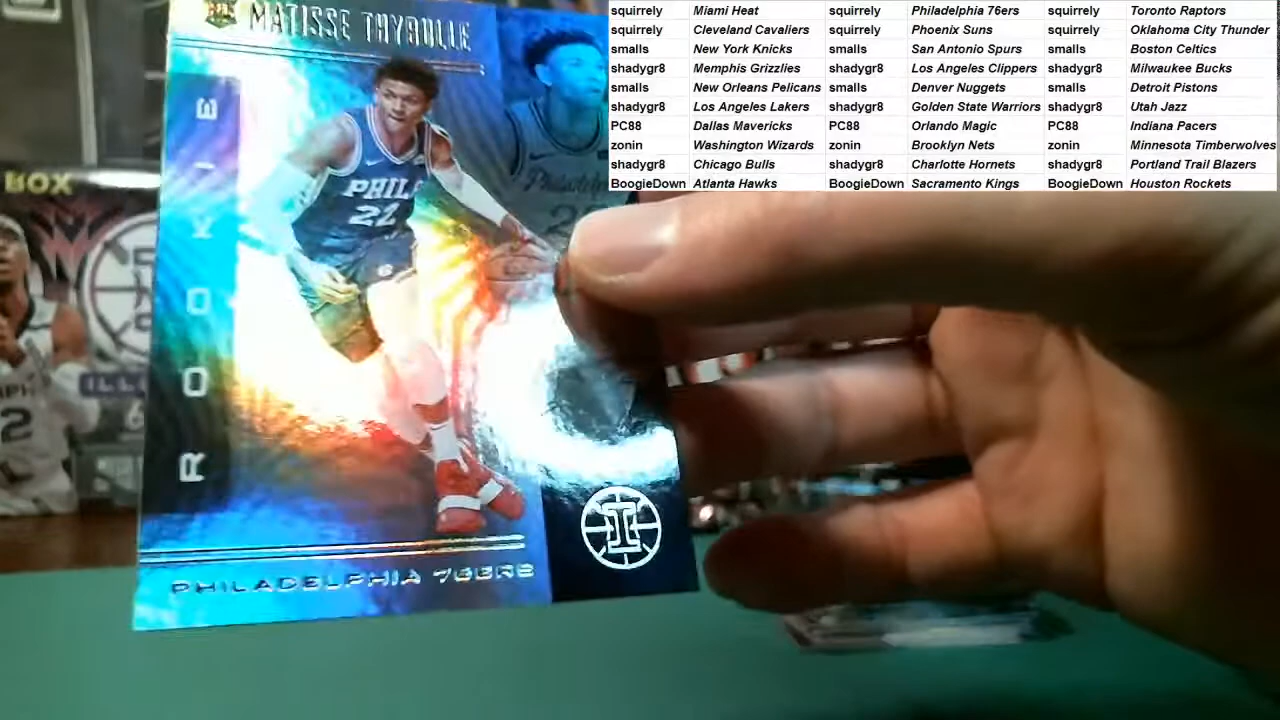 squirrely Miami Heat squirrely Philadelphia 76ers squirrely Toronto Raptors
squirrely Cleveland Cavaliers squirrely Phoenix Suns squirrely Oklahoma City Thunder
smalls New York Knicks smalls San Antonio Spurs smalls Boston Celtics
shadygr8 Memphis Grizzlies shadygr8 Los Angeles Clippers shadygr8 Milwaukee Bucks
smalls New Orleans Pelicans smalls Denver Nuggets smalls Detroit Pistons
shadygr8 Los Angeles Lakers shadygr8 Golden State Warriors shadygr8 Utah Jazz
PC88 Dallas Mavericks PC88 Orlando Magic PC88 Indiana Pacers
zonin Washington Wizards zonin Brooklyn Nets zonin Minnesota Timberwolves
shadygr8 Chicago Bulls shadygr8 Charlotte Hornets shadygr8 Portland Trail Blazers
BoogieDown Atlanta Hawks BoogieDown Sacramento Kings BoogieDown Houston Rockets
MATISSE THYBULLE
ROOKIE
PHIL
22
PHILADELPHIA 76ERS
BOX